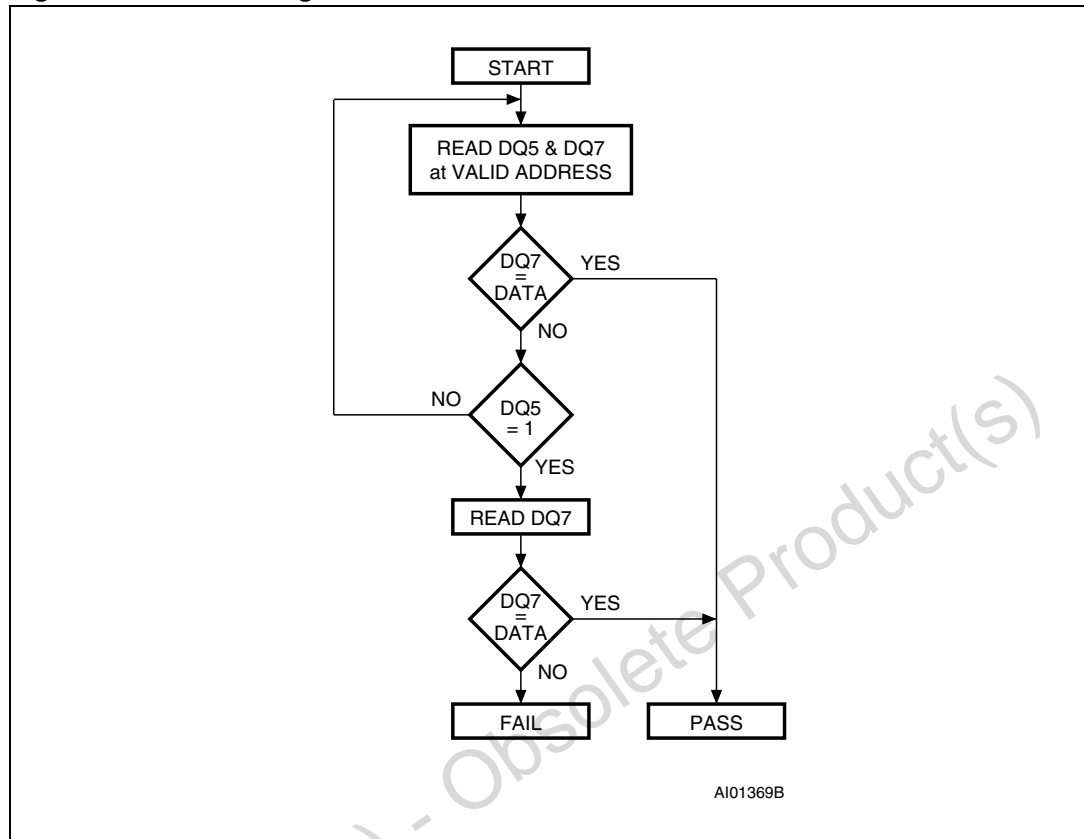 START
READ DQ5 & DQ7
at VALID ADDRESS
DQ7
=
DATA
YES
NO
DQ5
= 1
NO
YES
READ DQ7
DQ7
=
DATA
YES
NO
FAIL
PASS
AI01369B
) - Obsolete Product(s)